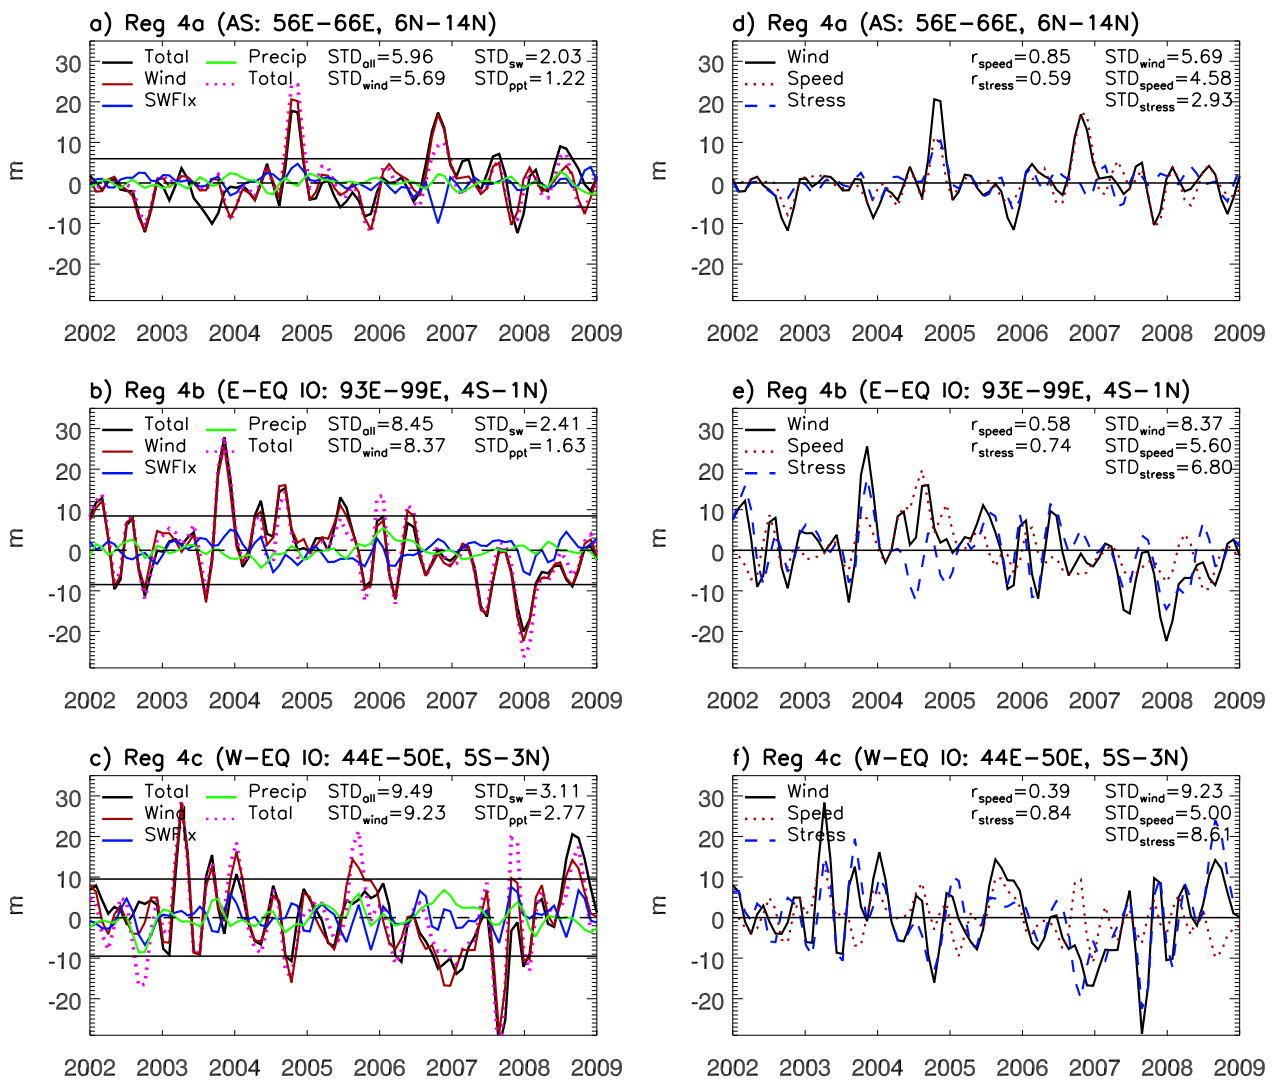 a) Reg 4a (AS: 56E−66E, 6N−14N)
Total Precip STDall=5.96 STDsw=2.03
Wind Total STDwind=5.69 STDppt=1.22
SWFlx
30
20
10
0
-10
-20
m
2002 2003 2004 2005 2006 2007 2008 2009
d) Reg 4a (AS: 56E−66E, 6N−14N)
Wind rspeed=0.85 STDwind=5.69
Speed rstress=0.59 STDspeed=4.58
Stress STDstress=2.93
30
20
10
0
-10
-20
m
2002 2003 2004 2005 2006 2007 2008 2009
b) Reg 4b (E−EQ IO: 93E−99E, 4S−1N)
Total Precip STDall=8.45 STDsw=2.41
Wind Total STDwind=8.37 STDppt=1.63
SWFlx
30
20
10
0
-10
-20
m
2002 2003 2004 2005 2006 2007 2008 2009
e) Reg 4b (E−EQ IO: 93E−99E, 4S−1N)
Wind rspeed=0.58 STDwind=8.37
Speed rstress=0.74 STDspeed=5.60
Stress STDstress=6.80
30
20
10
0
-10
-20
m
2002 2003 2004 2005 2006 2007 2008 2009
c) Reg 4c (W−EQ IO: 44E−50E, 5S−3N)
Total Precip STDall=9.49 STDsw=3.11
Wind Total STDwind=9.23 STDppt=2.77
SWFlx
30
20
10
0
-10
-20
m
2002 2003 2004 2005 2006 2007 2008 2009
f) Reg 4c (W−EQ IO: 44E−50E, 5S−3N)
Wind rspeed=0.39 STDwind=9.23
Speed rstress=0.84 STDspeed=5.00
Stress STDstress=8.61
30
20
10
0
-10
-20
m
2002 2003 2004 2005 2006 2007 2008 2009